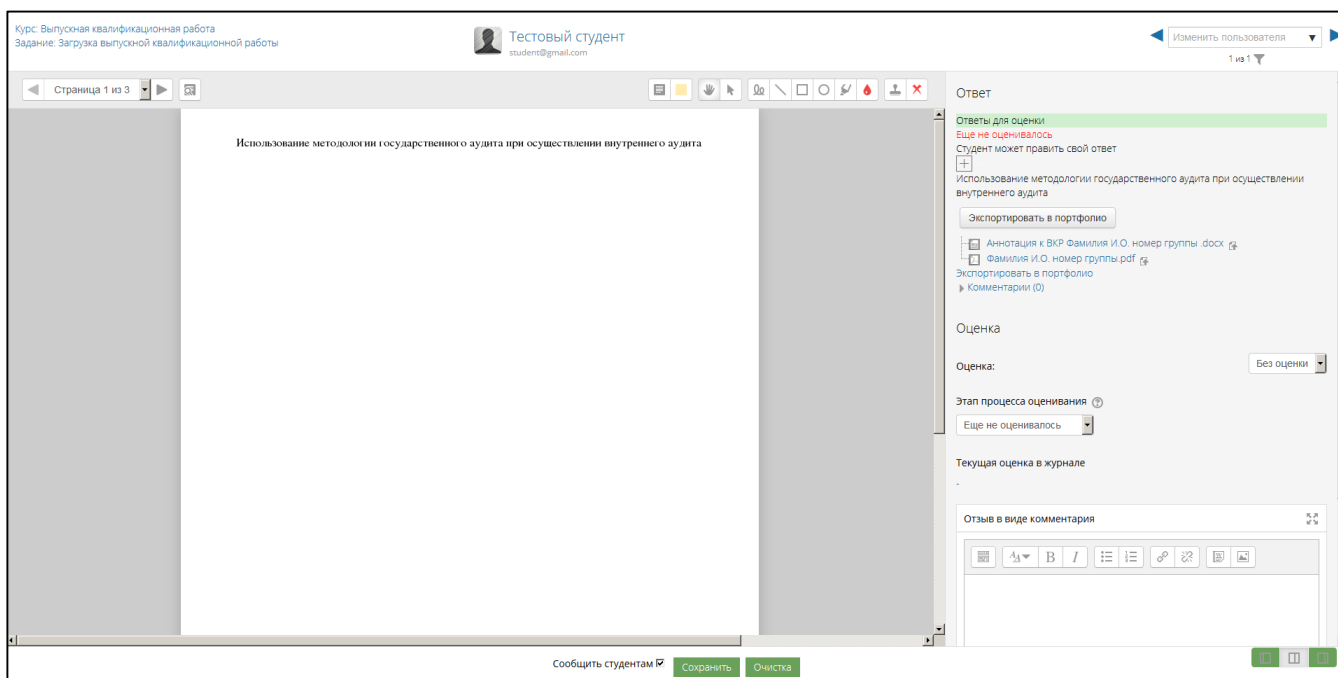 Курс: Выпускная квалификационная работа
Задание: Загрузка выпускной квалификационной работы
Тестовый студент
student@gmail.com
Изменить пользователя
1 из 1
Страница 1 из 3
Использование методологии государственного аудита при осуществлении внутреннего аудита
Ответ
Ответы для оценки
Еще не оценивалось
Студент может править свой ответ
Использование методологии государственного аудита при осуществлении
внутреннего аудита
Экспортировать в портфолио
Аннотация к ВКР Фамилия И.О. номер группы .docx
Фамилия И.О. номер группы.pdf
Экспортировать в портфолио
Комментарии (0)
Оценка
Оценка:
Без оценки
Этап процесса оценивания
Еще не оценивалось
Текущая оценка в журнале
-
Отзыв в виде комментария
B I
Сообщить студентам
Сохранить
Очистка